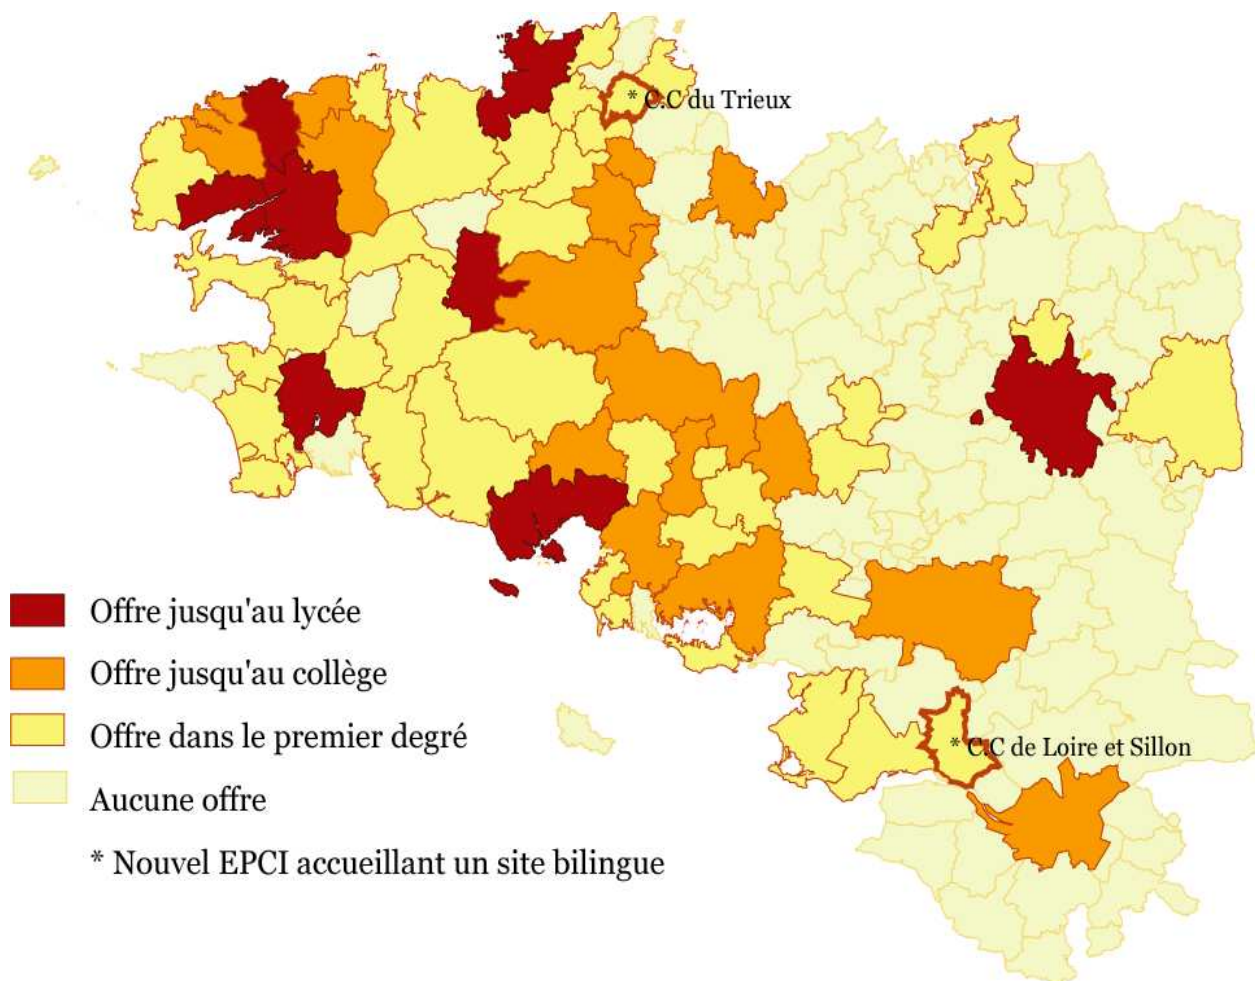 * C.C du Trieux
Offre jusqu'au lycée
Offre jusqu'au collège
Offre dans le premier degré
* C.C de Loire et Sillon
Aucune offre
* Nouvel EPCI accueillant un site bilingue